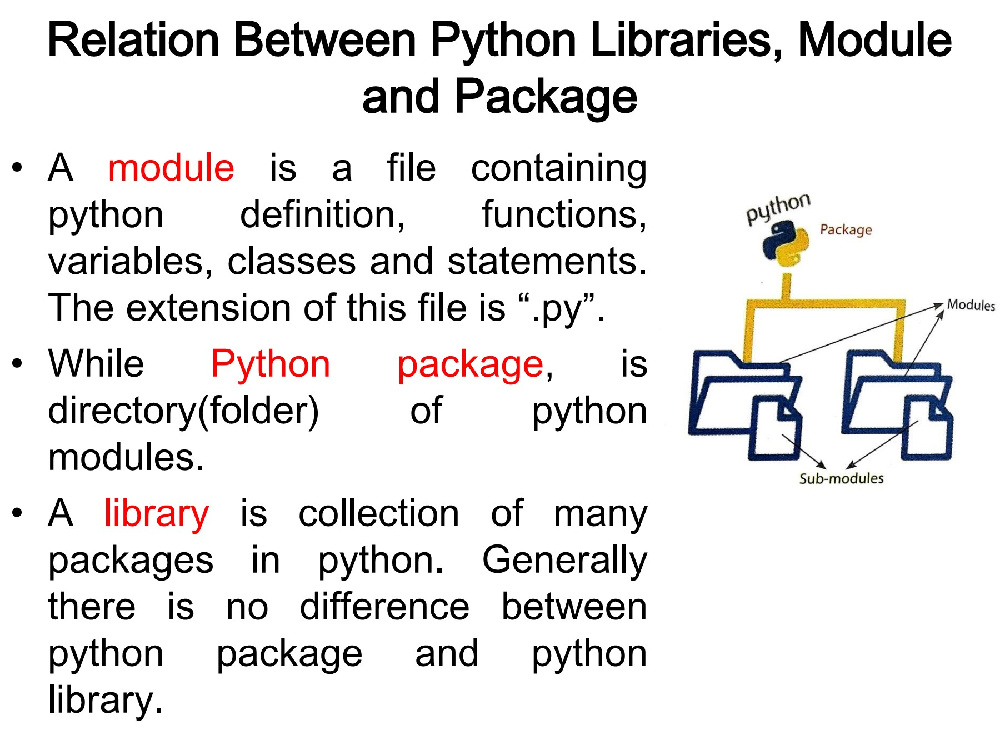 Relation Between Python Libraries, Module
and Package
• A module is a file containing
python definition, functions,
variables, classes and statements.
The extension of this file is “.py”.
• While Python package, is
directory(folder) of python
modules.
• A library is collection of many
packages in python. Generally
there is no difference between
python package and python
library.
python
Package
Modules
Sub-modules